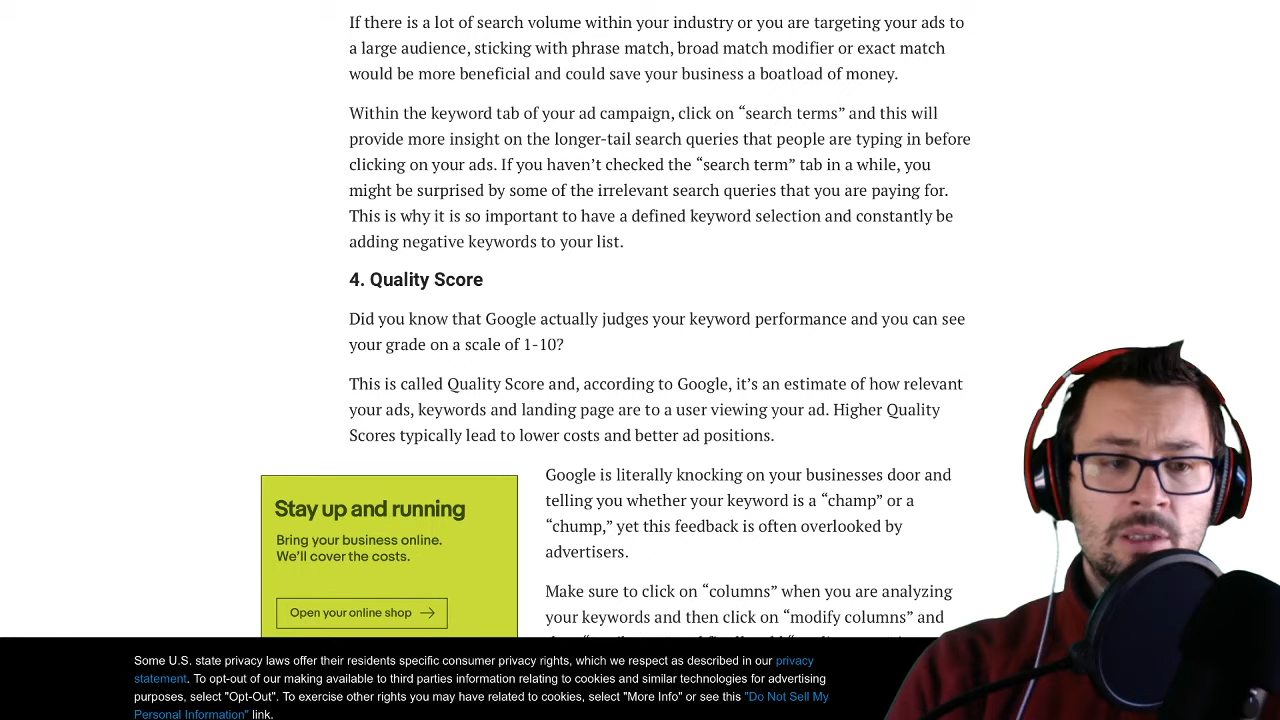 If there is a lot of search volume within your industry or you are targeting your ads to
a large audience, sticking with phrase match, broad match modifier or exact match
would be more beneficial and could save your business a boatload of money.
Within the keyword tab of your ad campaign, click on “search terms” and this will
provide more insight on the longer-tail search queries that people are typing in before
clicking on your ads. If you haven’t checked the “search term” tab in a while, you
might be surprised by some of the irrelevant search queries that you are paying for.
This is why it is so important to have a defined keyword selection and constantly be
adding negative keywords to your list.
4. Quality Score
Did you know that Google actually judges your keyword performance and you can see
your grade on a scale of 1-10?
This is called Quality Score and, according to Google, it’s an estimate of how relevant
your ads, keywords and landing page are to a user viewing your ad. Higher Quality
Scores typically lead to lower costs and better ad positions.
Google is literally knocking on your businesses door and
telling you whether your keyword is a “champ” or a
“chump,” yet this feedback is often overlooked by
advertisers.
Make sure to click on “columns” when you are analyzing
your keywords and then click on “modify columns” and
Stay up and running
Bring your business online.
We’ll cover the costs.
Open your online shop →
Some U.S. state privacy laws offer their residents specific consumer privacy rights, which we respect as described in our privacy
statement. To opt-out of our making available to third parties information relating to cookies and similar technologies for advertising
purposes, select "Opt-Out". To exercise other rights you may have related to cookies, select "More Info" or see this "Do Not Sell My
Personal Information" link.